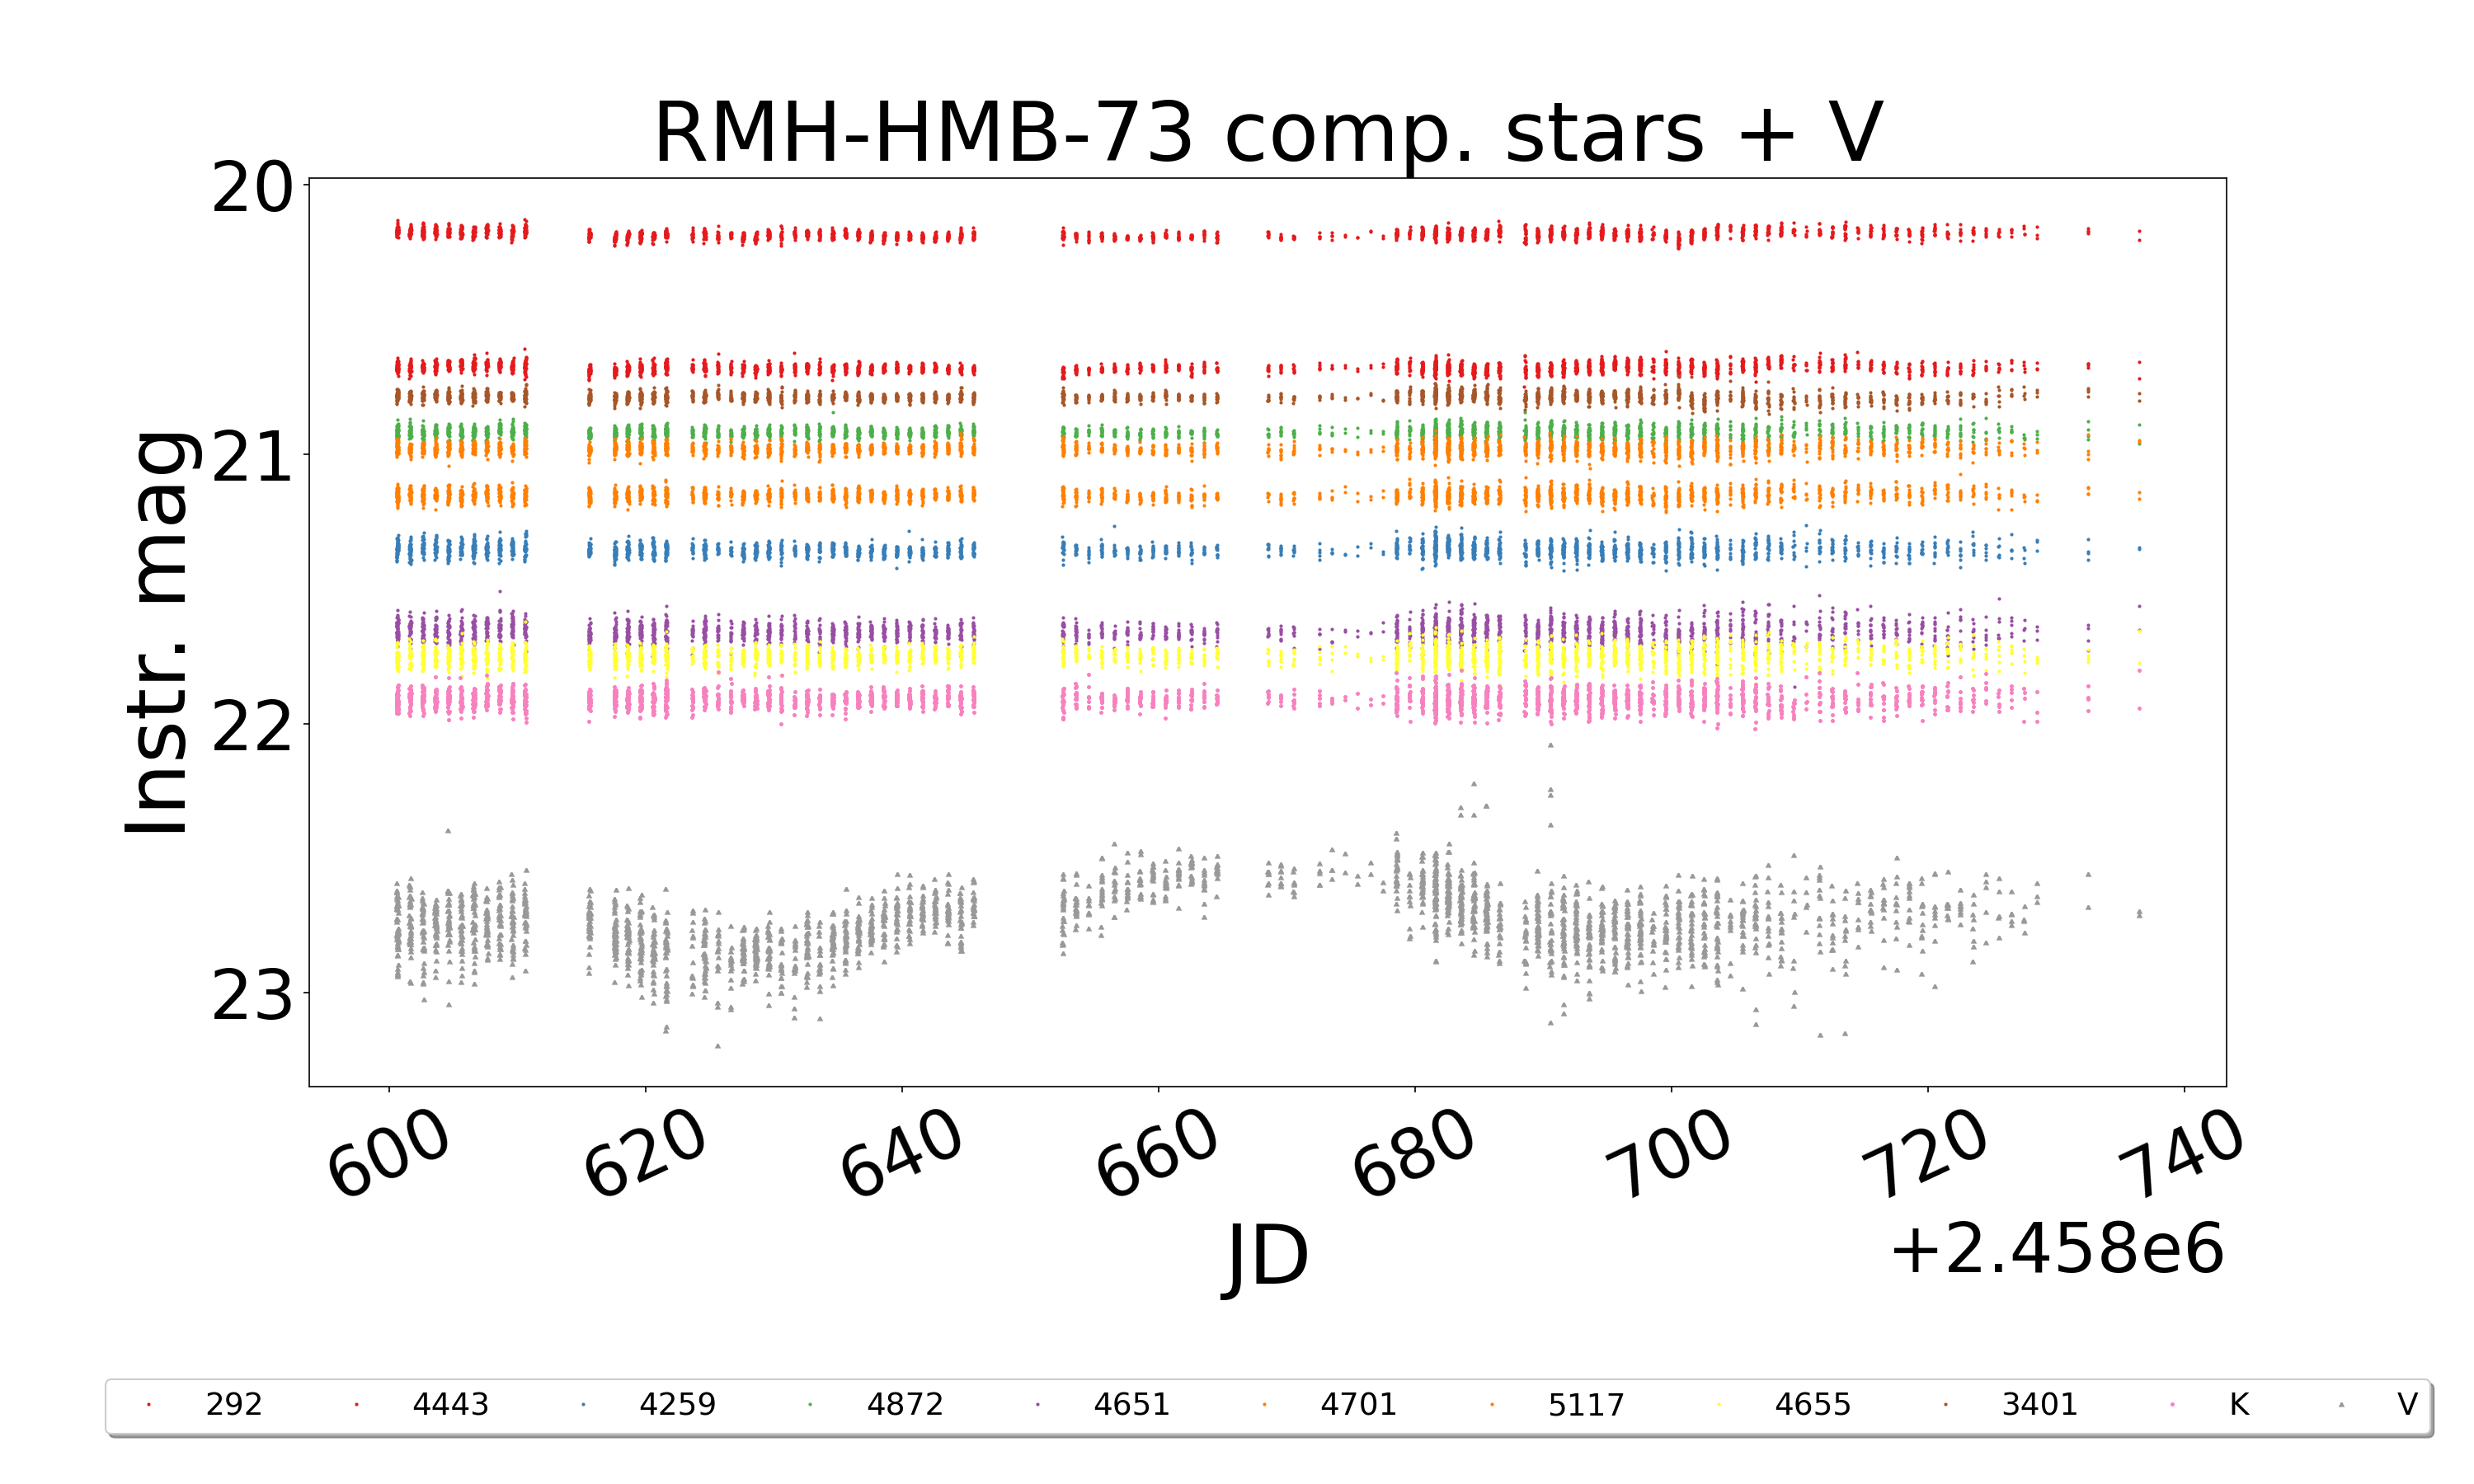 RMH-HMB-73 comp. stars + V
20
21
22
23
Instr. mag
600 620 640 660 680 700 720 740
JD
+2.458e6
292 4443 4259 4872 4651 4701 5117 4655 3401 K V